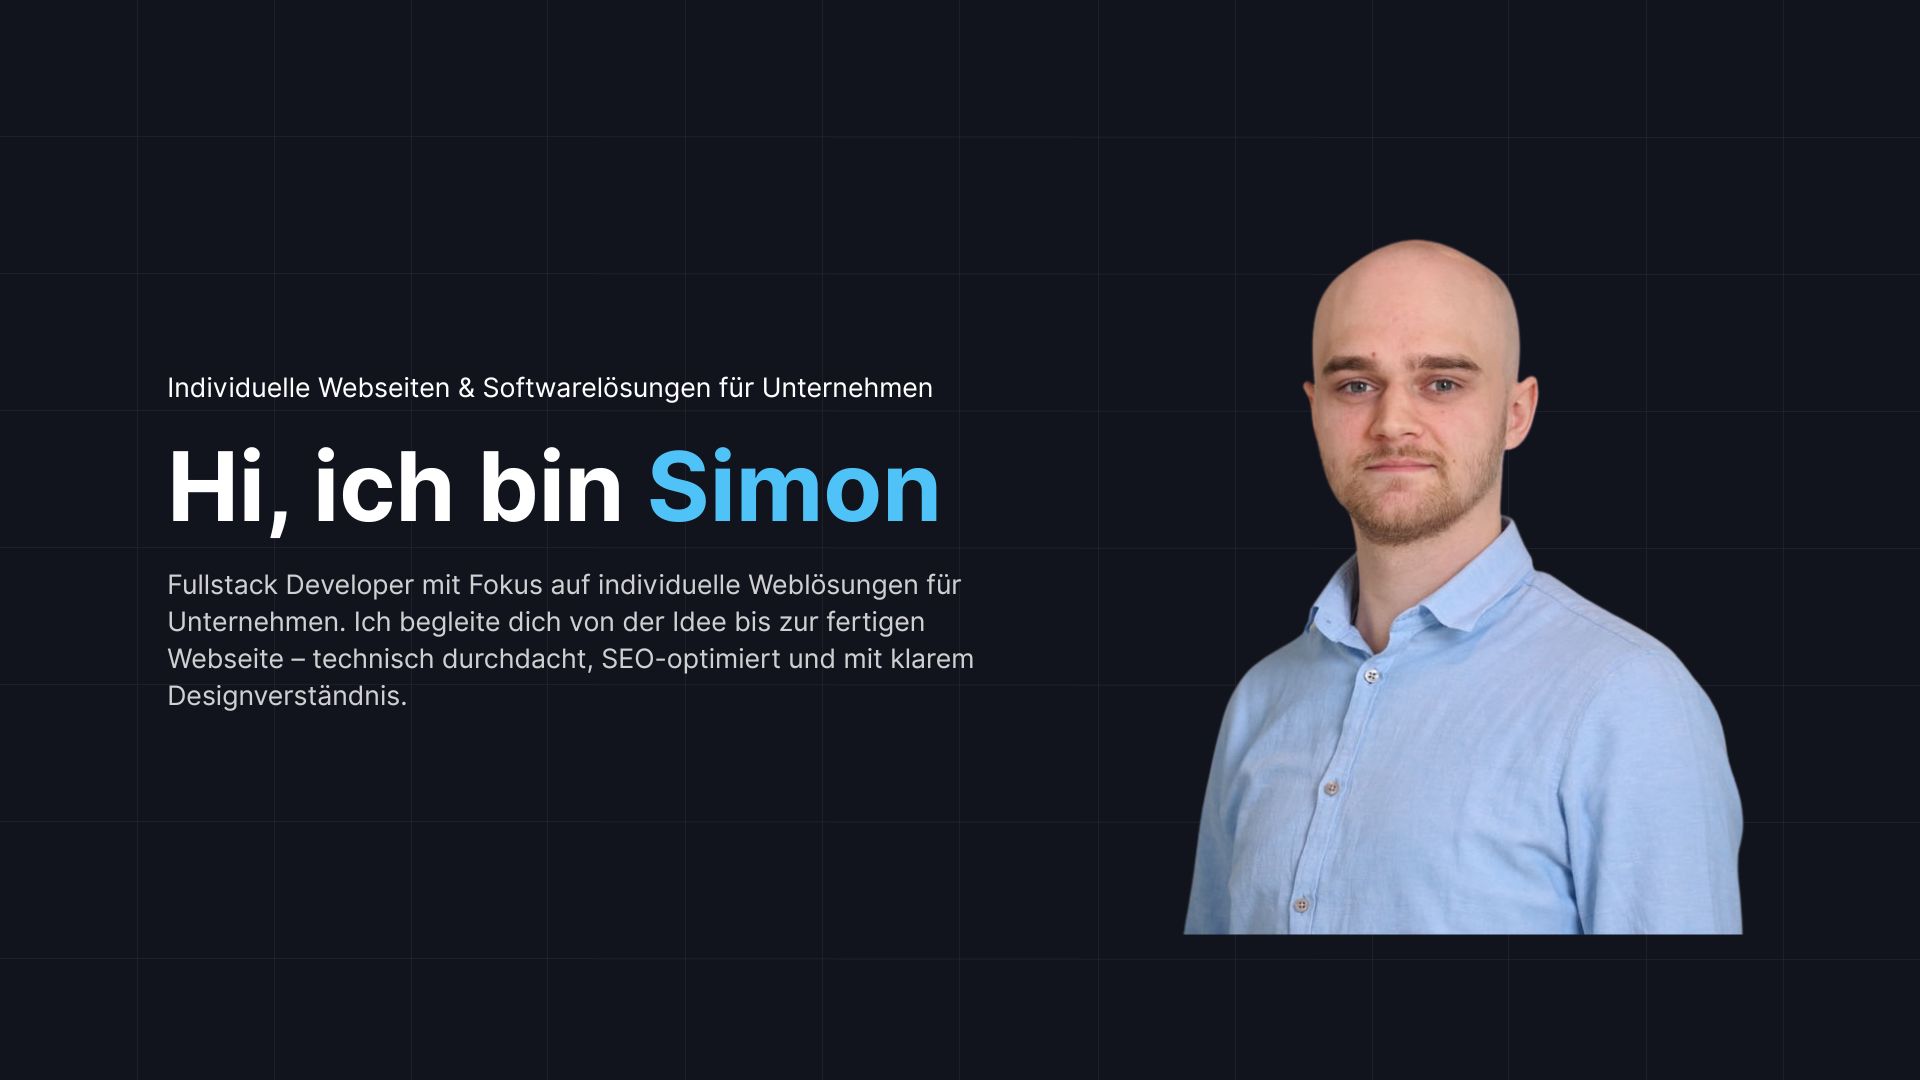 Individuelle Webseiten & Softwarelösungen für Unternehmen
Hi, ich bin Simon
Fullstack Developer mit Fokus auf individuelle Weblösungen für
Unternehmen. Ich begleite dich von der Idee bis zur fertigen
Webseite – technisch durchdacht, SEO-optimiert und mit klarem
Designverständnis.